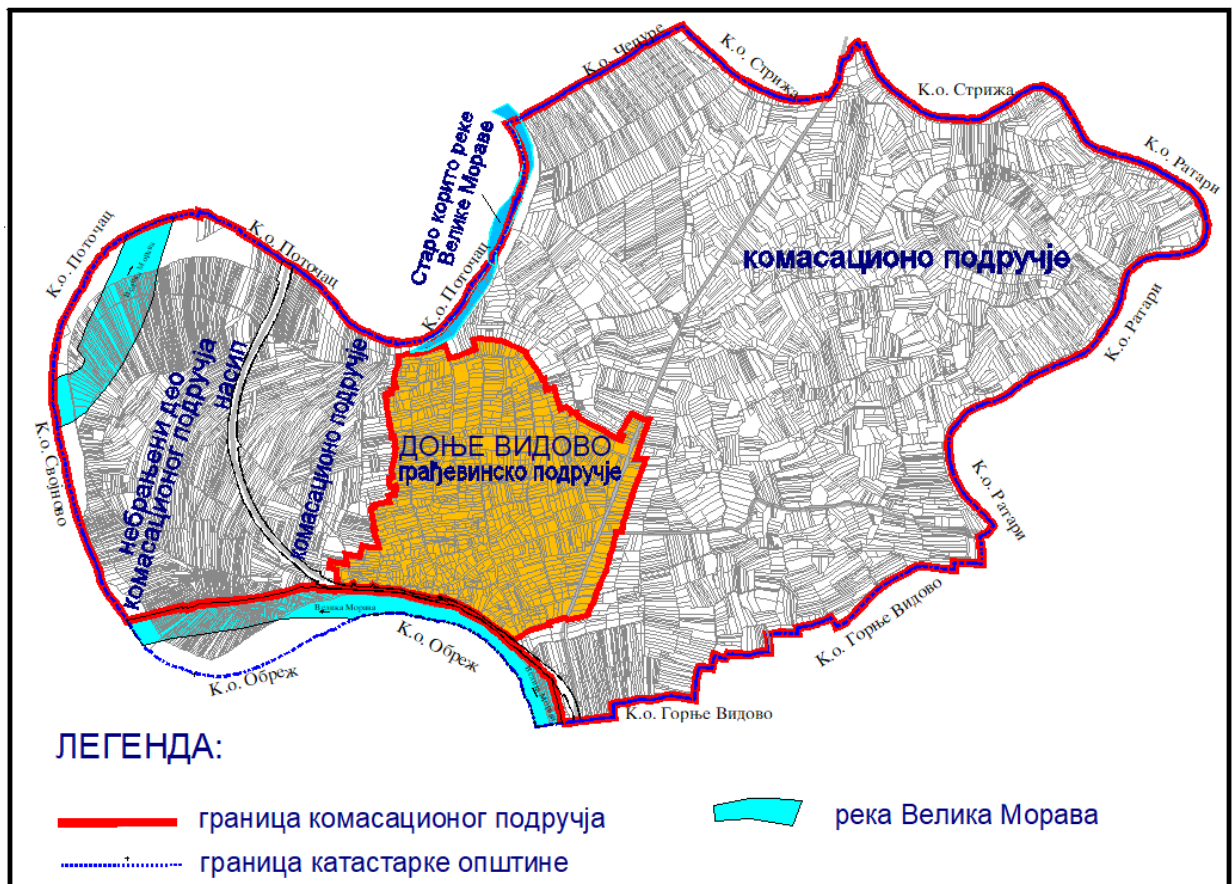 К.о. Чепуре
К.о. Стрижа
К.о. Стрижа
К.о. Ратари
Старо корито реке
Велике Мораве
К.о. Поточац
К.о. Поточац
К.о. Поточац
комасационо подручје
К.о. Ратари
небрањени део
комасационог подручја
насип
комасационо подручје
ДОЊЕ ВИДОВО
грађевинско подручје
К.о. Својново
К.о. Ратари
Велика Морава
К.о. Обреж
К.о. Обреж
К.о. Горње Видово
К.о. Горње Видово
ЛЕГЕНДА:
граница комасационог подручја
река Велика Морава
граница катастарке општине